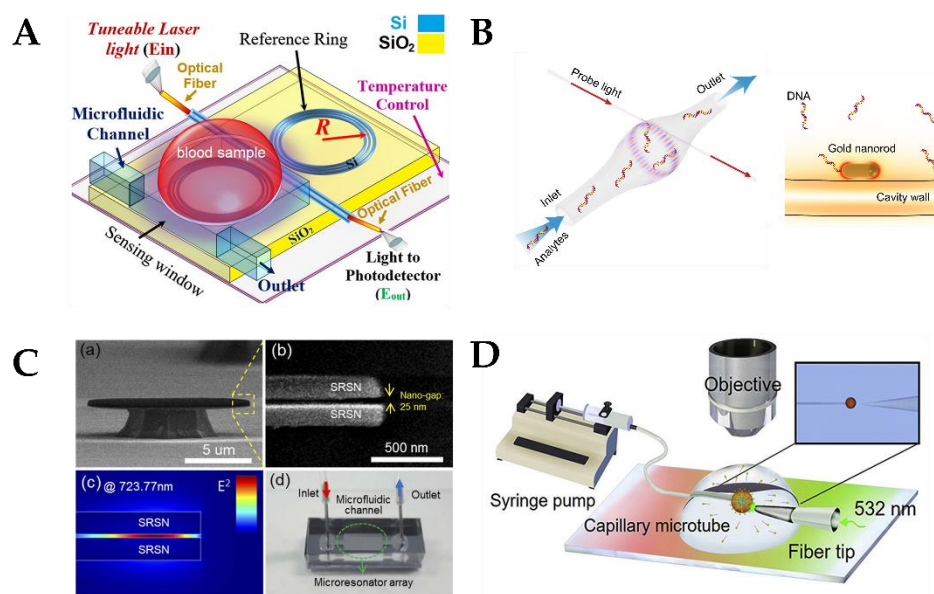 A
Tuneable Laser
light (Ein)
Optical
Fiber
Reference Ring
Si
SiO2
Microfluidic
Channel
Temperature
Control
blood sample
R
Si
Sensing window
Outlet
SiO2
Optical Fiber
Light to
Photodetector
(Eout)
B
Probe light
Outlet
Inlet
Analytes
DNA
Gold nanorod
Cavity wall
C
(a)
5 um
(b)
SRSN
SRSN
Nano-gap:
25 nm
500 nm
(c)
@ 723.77nm
E2
SRSN
SRSN
(d)
Inlet
Microfluidic
channel
Outlet
Microresonator array
D
Objective
Syringe pump
Capillary microtube
532 nm
Fiber tip